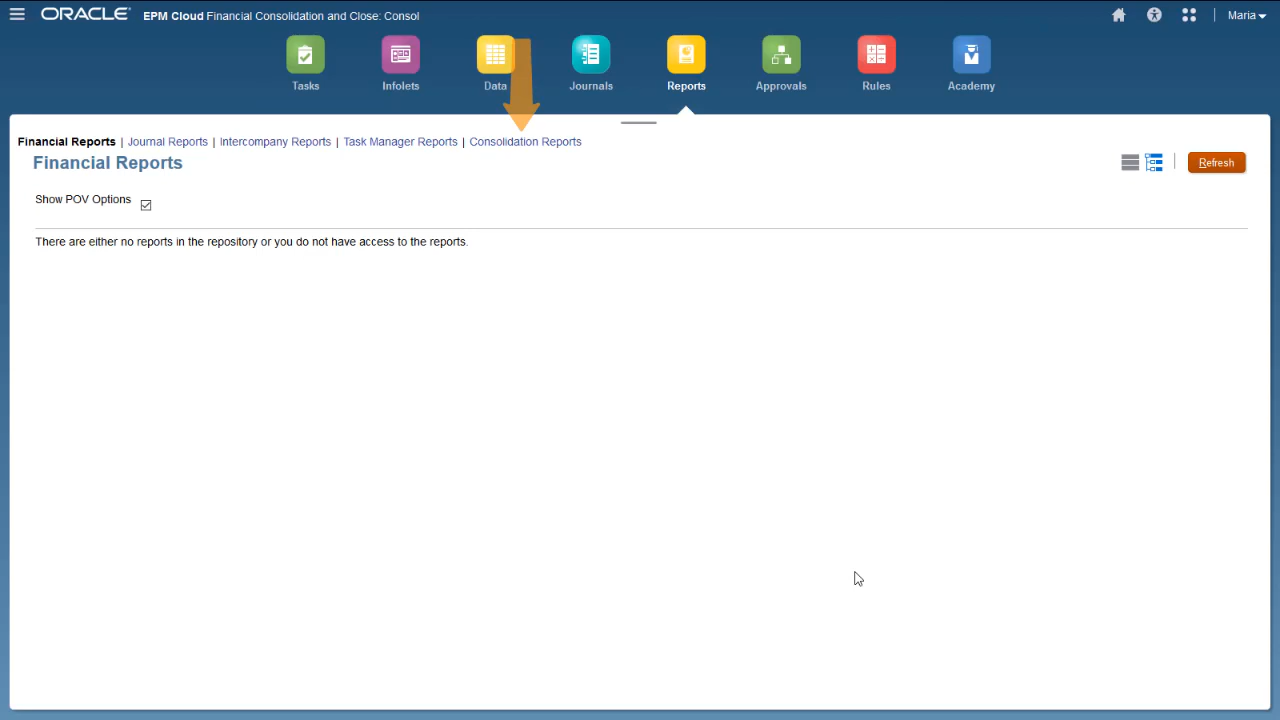 ORACLE EPM Cloud Financial Consolidation and Close: Consol Maria
Tasks Infolets Data Journals Reports Approvals Rules Academy
Financial Reports | Journal Reports | Intercompany Reports | Task Manager Reports | Consolidation Reports
Financial Reports Refresh
Show POV Options
There are either no reports in the repository or you do not have access to the reports.